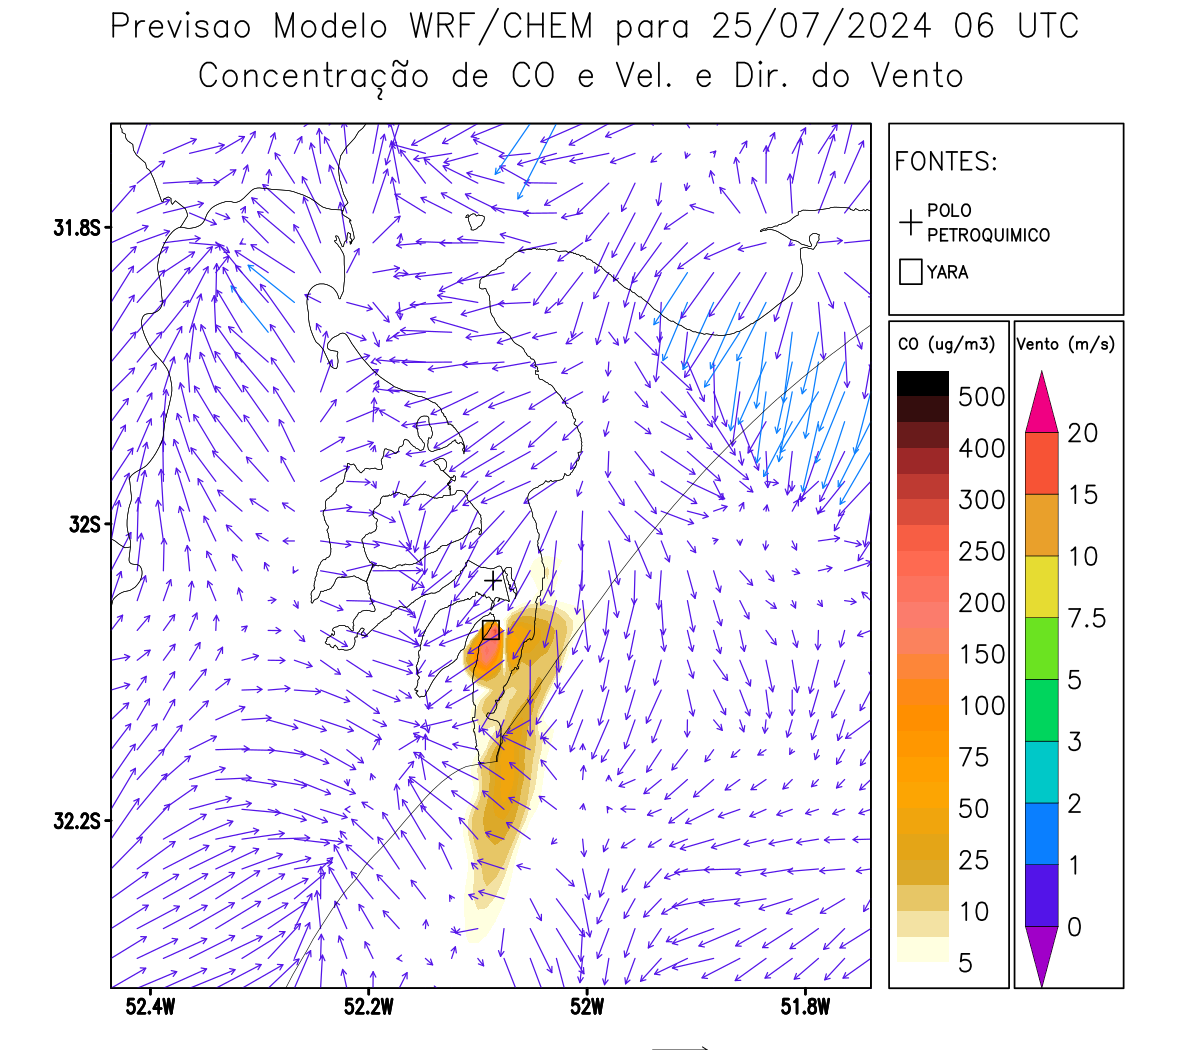 Previsao Modelo WRF/CHEM para 25/07/2024 06 UTC
Concentração de CO e Vel. e Dir. do Vento
FONTES:
POLO
PETROQUIMICO
YARA
CO (ug/m3)
500
400
300
250
200
150
100
75
50
25
10
5
Vento (m/s)
20
15
10
7.5
5
3
2
1
0
31.8S
32S
32.2S
52.4W
52.2W
52W
51.8W